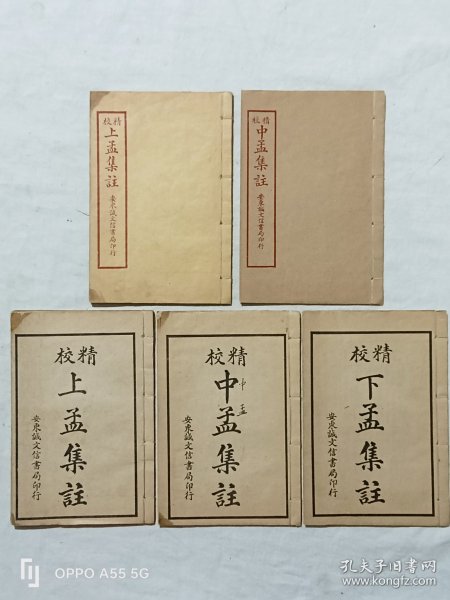 精校
上孟集註
安東誠文信書局印行
精校
中孟集註
安東誠文信書局印行
精校
上孟集註
安東誠文信書局印行
精校
中孟集註
中孟
安東誠文信書局印行
精校
下孟集註
安東誠文信書局印行
OPPO A55 5G
孔夫子旧书网
www.kongfz.com